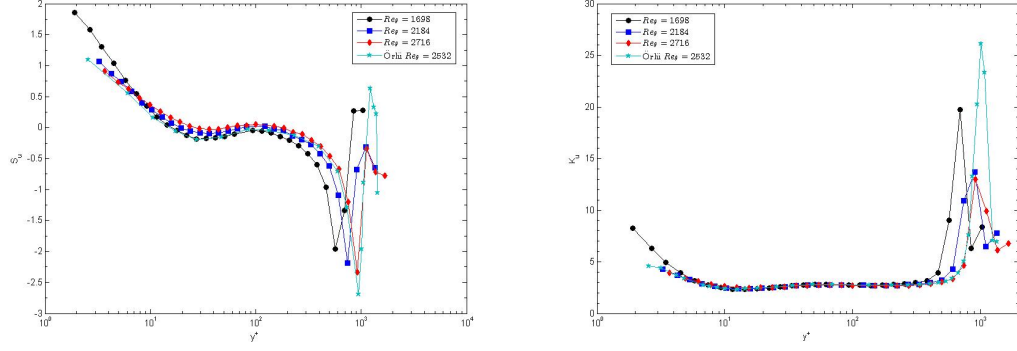 2
1.5
1
0.5
0
-0.5
-1
-1.5
-2
-2.5
-3
10^0
10^1
10^2
10^3
10^4
y^+
S_u
Re_θ = 1698
Re_θ = 2184
Re_θ = 2716
Örhi Re_θ = 2532
30
25
20
15
10
5
0
10^0
10^1
10^2
10^3
y^+
K_u
Re_θ = 1698
Re_θ = 2184
Re_θ = 2716
Örhi Re_θ = 2532